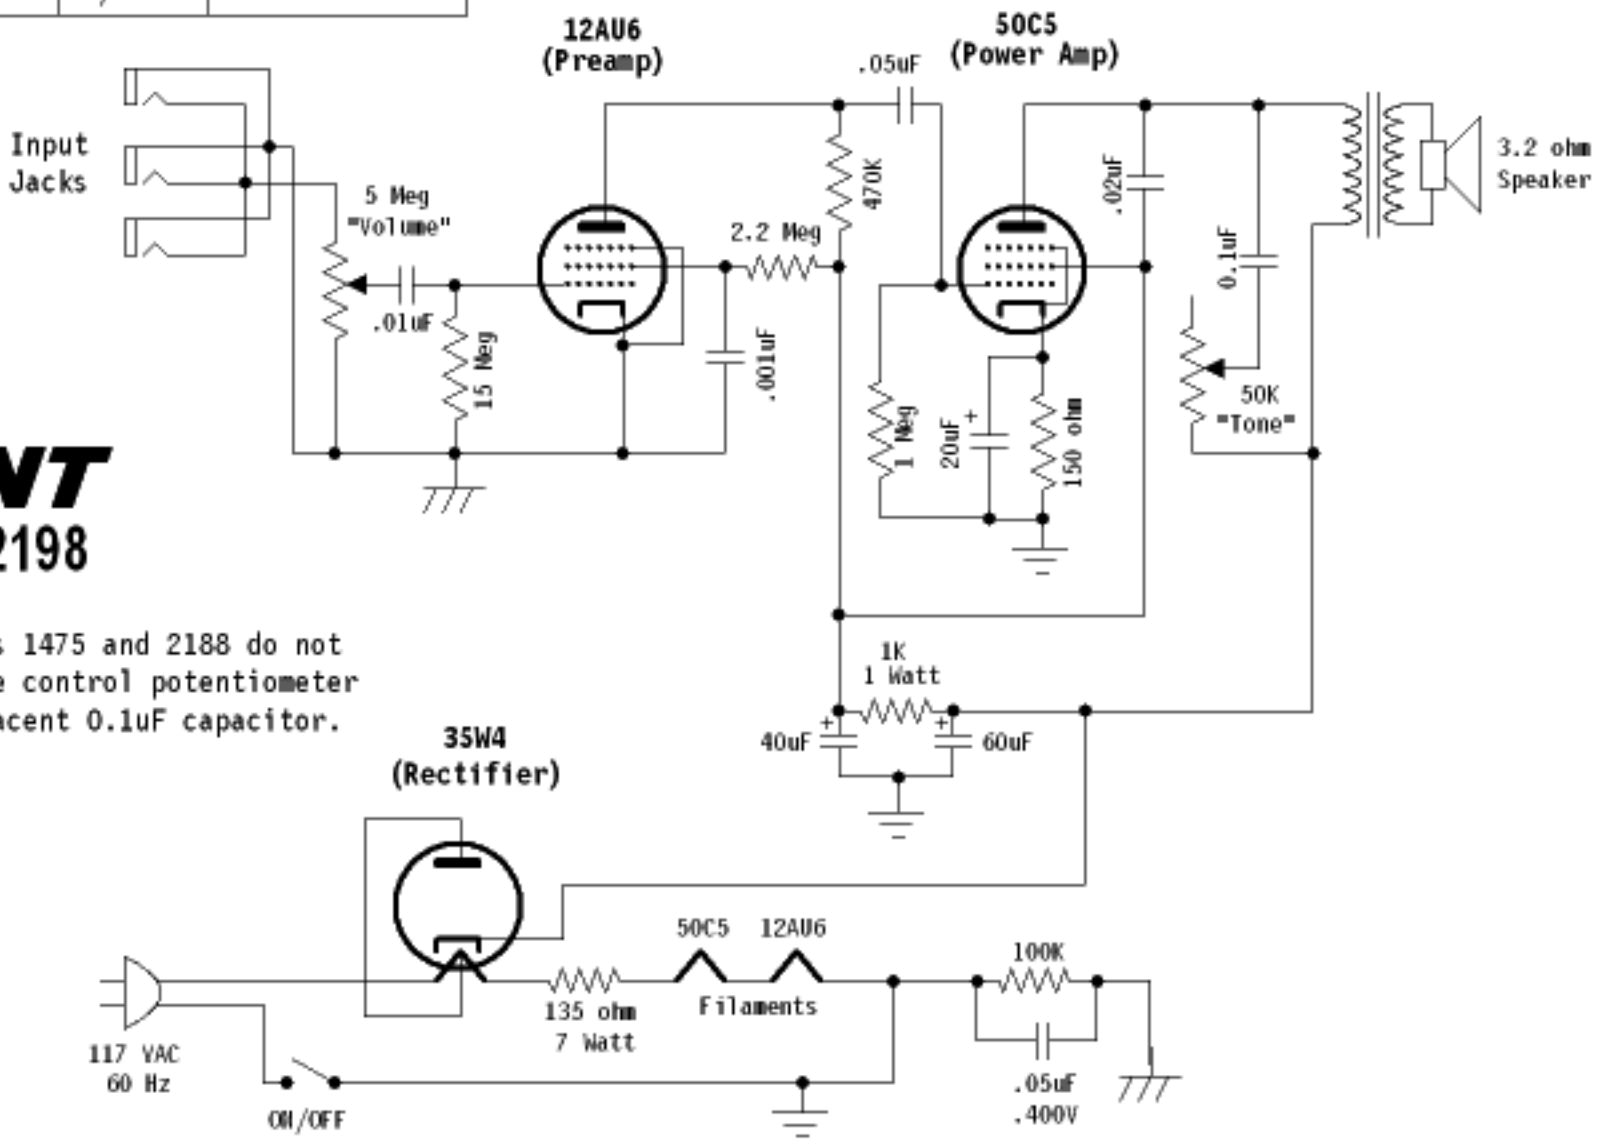 12AU6
(Preamp)
50C5
(Power Amp)
.05uF
Input
Jacks
5 Meg
"Volume"
.01uF
15 Meg
2.2 Meg
.001uF
470K
.02uF
0.1uF
3.2 ohm
Speaker
50K
"Tone"
1 Meg
20uF
+
150 ohm
NT
2198
1475 and 2188 do not
control potentiometer
0.1uF capacitor.
1K
1 Watt
+
40uF
+
60uF
35W4
(Rectifier)
50C5
12AU6
Filaments
135 ohm
7 Watt
100K
.05uF
.400V
117 VAC
60 Hz
ON/OFF